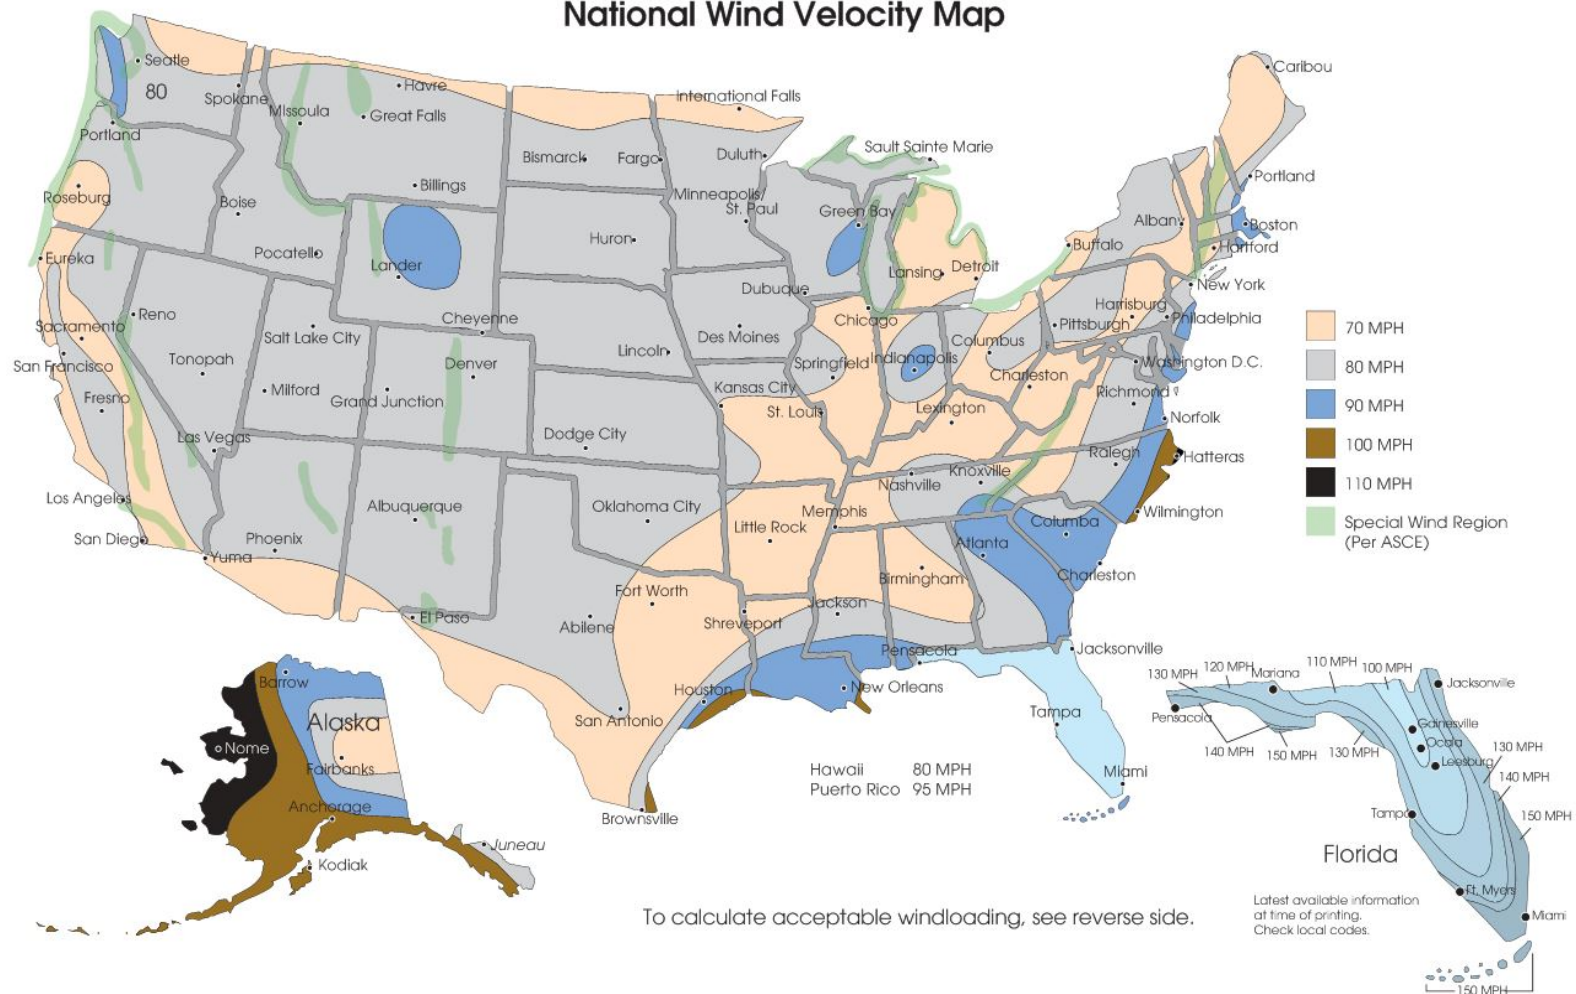 National Wind Velocity Map
Seatle
80
Spokane
Missoula
Havre
Great Falls
International Falls
Caribou
Portland
Bismarck
Fargo
Duluth
Sault Sainte Marie
Billings
Minneapolis/
St. Paul
Portland
Roseburg
Boise
Green Bay
Albany
Boston
Huron
Buffalo
Hartford
Eureka
Pocatello
Lander
Lansing
Detroit
Dubuque
New York
Reno
Cheyenne
Harrisburg
Sacramento
Salt Lake City
Des Moines
Chicago
Pittsburgh
Philadelphia
Columbus
San Francisco
Tonopah
Denver
Lincoln
Springfield
Indianapolis
Washington D.C.
Fresno
Milford
Grand Junction
Kansas City
Charleston
Richmond
St. Louis
Lexington
Norfolk
Las Vegas
Dodge City
Ralegh
Hatteras
Knoxville
Nashville
Los Angeles
Albuquerque
Oklahoma City
Memphis
Wilmington
Little Rock
Columba
San Diego
Phoenix
Atlanta
Yuma
Birmingham
Charleston
Fort Worth
Jackson
El Paso
Abilene
Shreveport
Pensacola
Jacksonville
Houston
New Orleans
San Antonio
Tampa
Miami
Brownsville
70 MPH
80 MPH
90 MPH
100 MPH
110 MPH
Special Wind Region
(Per ASCE)
Barrow
Alaska
Nome
Fairbanks
Anchorage
Juneau
Kodiak
Hawaii 80 MPH
Puerto Rico 95 MPH
To calculate acceptable windloading, see reverse side.
130 MPH
120 MPH
Mariana
110 MPH
100 MPH
Jacksonville
Pensacola
Gainesville
140 MPH
150 MPH
130 MPH
Ocala
130 MPH
Leesburg
140 MPH
Tampa
150 MPH
Florida
Ft. Myers
Miami
Latest available information
at time of printing.
Check local codes.
150 MPH